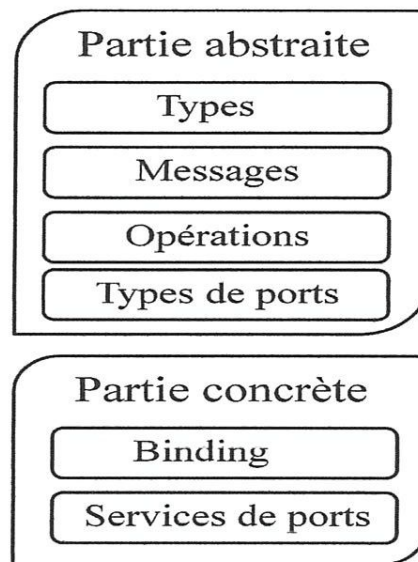 Partie abstraite
Types
Messages
Opérations
Types de ports
Partie concrète
Binding
Services de ports